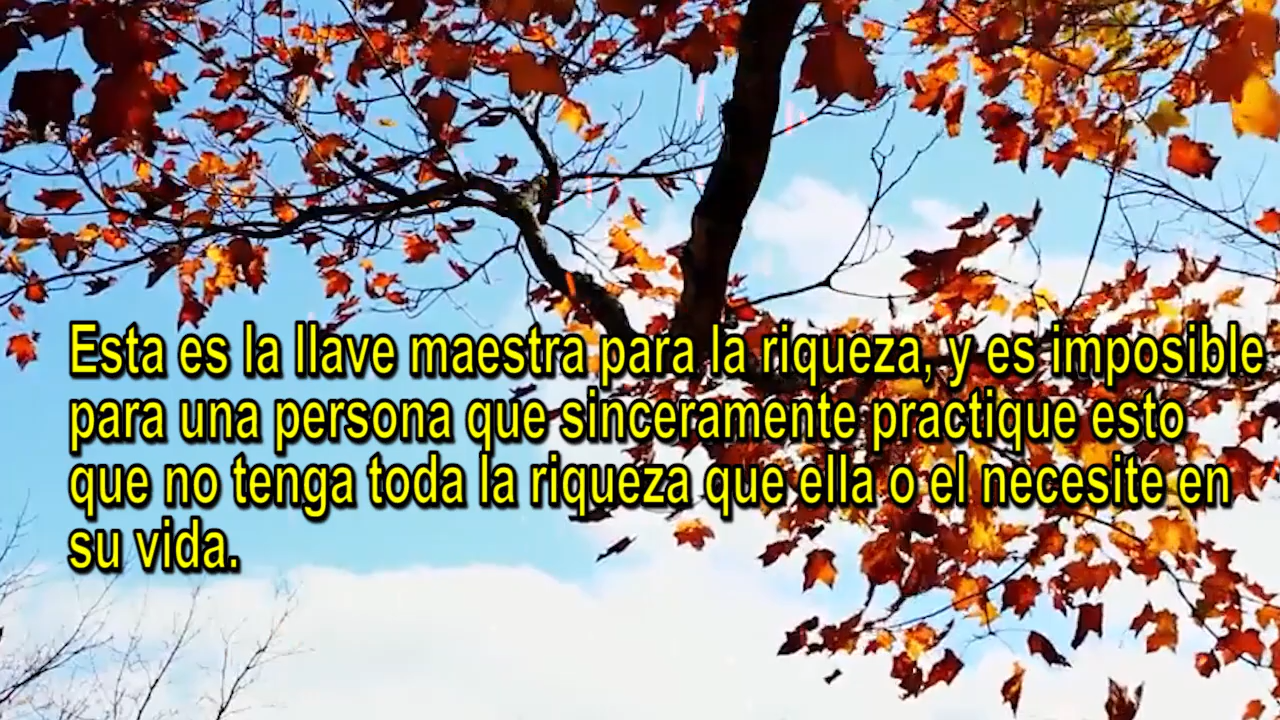 Esta es la llave maestra para la riqueza, y es imposible
para una persona que sinceramente practique esto
que no tenga toda la riqueza que ella o el necesite en
su vida.